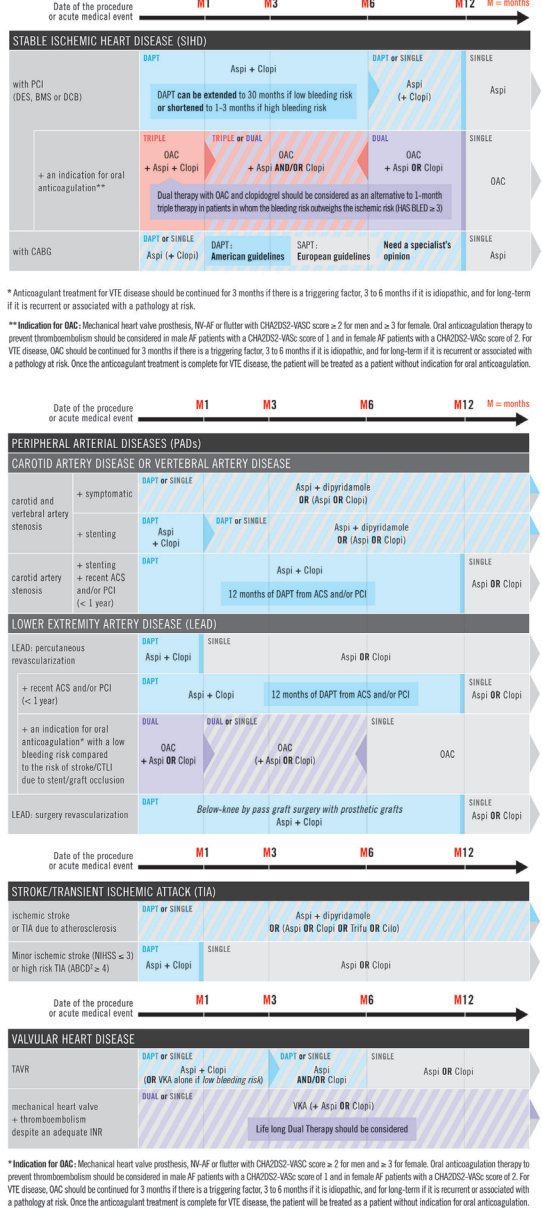 Date of the procedure
or acute medical event
M1 M3 M6 M12 M = months
STABLE ISCHEMIC HEART DISEASE (SIHD)
with PCI
(DES, BMS or DCB)
DAPT
Aspi + Clopi
DAPT can be extended to 30 months if low bleeding risk
or shortened to 1-3 months if high bleeding risk
DAPT or SINGLE
Aspi
(+ Clopi)
SINGLE
Aspi
+ an indication for oral
anticoagulation**
TRIPLE
OAC
+ Aspi + Clopi
TRIPLE or DUAL
OAC
+ Aspi AND/OR Clopi
DUAL
OAC
+ Aspi OR Clopi
Dual therapy with OAC and clopidogrel should be considered as an alternative to 1-month
triple therapy in patients in whom the bleeding risk outweighs the ischemic risk (HAS BLED ≥ 3)
SINGLE
OAC
with CABG
DAPT or SINGLE
Aspi (+ Clopi)
DAPT:
American guidelines
SAPT:
European guidelines
Need a specialist's
opinion
SINGLE
Aspi
* Anticoagulant treatment for VTE disease should be continued for 3 months if there is a triggering factor, 3 to 6 months if it is idiopathic, and for long-term
if it is recurrent or associated with a pathology at risk.
** Indication for OAC: Mechanical heart valve prosthesis, NV-AF or flutter with CHA2DS2-VASC score ≥ 2 for men and ≥ 3 for female. Oral anticoagulation therapy to
prevent thromboembolism should be considered in male AF patients with a CHA2DS2-VASc score of 1 and in female AF patients with a CHA2DS2-VASc score of 2. For
VTE disease, OAC should be continued for 3 months if there is a triggering factor, 3 to 6 months if it is idiopathic, and for long-term if it is recurrent or associated with
a pathology at risk. Once the anticoagulant treatment is complete for VTE disease, the patient will be treated as a patient without indication for oral anticoagulation.
Date of the procedure
or acute medical event
M1 M3 M6 M12 M = months
PERIPHERAL ARTERIAL DISEASES (PADs)
CAROTID ARTERY DISEASE OR VERTEBRAL ARTERY DISEASE
carotid and
vertebral artery
stenosis
+ symptomatic
DAPT or SINGLE
Aspi + dipyridamole
OR (Aspi OR Clopi)
+ stenting
DAPT
Aspi
+ Clopi
DAPT or SINGLE
Aspi + dipyridamole
OR (Aspi OR Clopi)
carotid artery
stenosis
+ stenting
+ recent ACS
and/or PCI
(< 1 year)
DAPT
Aspi + Clopi
12 months of DAPT from ACS and/or PCI
SINGLE
Aspi OR Clopi
LOWER EXTREMITY ARTERY DISEASE (LEAD)
LEAD: percutaneous
revascularization
DAPT
Aspi + Clopi
SINGLE
Aspi OR Clopi
+ recent ACS and/or PCI
(< 1 year)
DAPT
Aspi + Clopi
12 months of DAPT from ACS and/or PCI
SINGLE
Aspi OR Clopi
+ an indication for oral
anticoagulation* with a low
bleeding risk compared
to the risk of stroke/CTLI
due to stent/graft occlusion
DUAL
OAC
+ Aspi OR Clopi
DUAL or SINGLE
OAC
(+ Aspi OR Clopi)
SINGLE
OAC
LEAD: surgery revascularization
DAPT
Below-knee by pass graft surgery with prosthetic grafts
Aspi + Clopi
SINGLE
Aspi OR Clopi
Date of the procedure
or acute medical event
M1 M3 M6 M12
STROKE/TRANSIENT ISCHEMIC ATTACK (TIA)
ischemic stroke
or TIA due to atherosclerosis
DAPT or SINGLE
Aspi + dipyridamole
OR (Aspi OR Clopi OR Trifu OR Cilo)
Minor ischemic stroke (NIHSS ≤ 3)
or high risk TIA (ABCD² ≥ 4)
DAPT
Aspi + Clopi
SINGLE
Aspi OR Clopi
Date of the procedure
or acute medical event
M1 M3 M6 M12
VALVULAR HEART DISEASE
TAVR
DAPT or SINGLE
Aspi + Clopi
(OR VKA alone if low bleeding risk)
DAPT or SINGLE
Aspi
AND/OR Clopi
SINGLE
Aspi OR Clopi
mechanical heart valve
+ thromboembolism
despite an adequate INR
DUAL or SINGLE
VKA (+ Aspi OR Clopi)
Life long Dual Therapy should be considered
* Indication for OAC: Mechanical heart valve prosthesis, NV-AF or flutter with CHA2DS2-VASC score ≥ 2 for men and ≥ 3 for female. Oral anticoagulation therapy to
prevent thromboembolism should be considered in male AF patients with a CHA2DS2-VASc score of 1 and in female AF patients with a CHA2DS2-VASc score of 2. For
VTE disease, OAC should be continued for 3 months if there is a triggering factor, 3 to 6 months if it is idiopathic, and for long-term if it is recurrent or associated with
a pathology at risk. Once the anticoagulant treatment is complete for VTE disease, the patient will be treated as a patient without indication for oral anticoagulation.